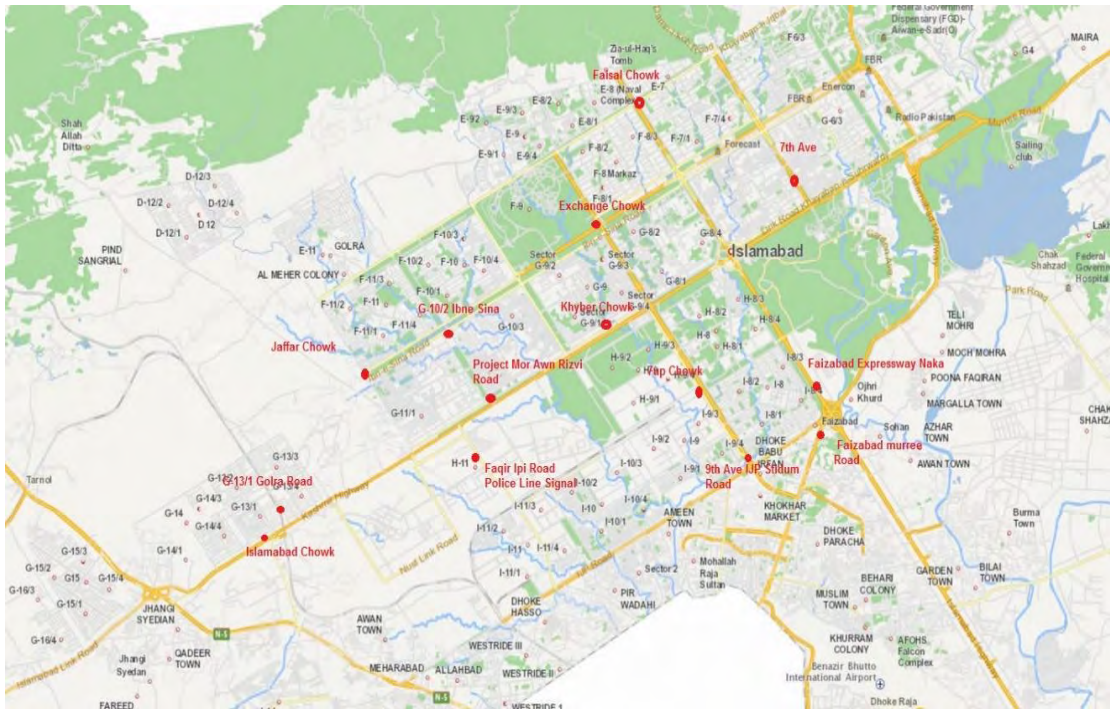 Federal Government
Dispensary (FGD)-
Aiwan-e-Sadr(O)
MAIRA
G4
F6/3
FBR
Zia-ul-Haq's
Tomb
Faisal Chowk
E-7
E-8 (Naval
Complex)
E-8/2
E-9/3
E-92
E-8/1
E-9
E-9/1
E-9/4
F-8/3
F-8/2
F-7/1
F-7/4
Enercon
FBR
G-6/3
Radio Pakistan
Murree Road
Forecast
7th Ave
Sailing
club
Shah
Allah
Ditta
F-8 Markaz
F-8/1
D-12/3
D-12/2
D-12/4
D 12
D-12/1
F-9
Exchange Chowk
G-8/2
G-8/4
Islamabad
PIND
SANGRIAL
E-11
GOLRA
AL MEHER COLONY
F-10/3
F-10/2
F-10
F-10/4
F-10/1
F-11/3
F-11/2
F-11
F-11/1
F-11/4
Sector
G-9/2
Sector
G-9/3
G-9
G-8/1
Sector
G-9/4
Khyber Chowk
Sector
G-9/1
G-10/2 Ibne Sina
G-10/3
Jaffar Chowk
Chak
Shahzad
Federal
Governm
Hospital
Park Road
H-8/3
H-8/2
H-8/4
H-8
H-8/1
H-9/3
H-9/2
H-9/1
TELI
MOHRI
MOCH MOHRA
POONA FAQIRAN
MARGALLA TOWN
Project Mor Awn Rizvi
Road
7up Chowk
I-8/3
I-8/2
I-8
I-8/1
Faizabad Expressway Naka
Ojhri
Khurd
Faizabad
Sohan
AZHAR
TOWN
AWAN TOWN
Faizabad murree
Road
G-11/1
I-9/3
I-9/2
I-9
I-9/4
I-9/1
DHOKE
BABU
9th Ave IJP, Stidum
Road
H-11
Faqir Ipi Road
Police Line Signal
I-10/3
I-10/2
I-10
I-10/4
I-10/1
Tarnol
G-13/3
G-13/1 Golra Road
G-13/1
G-14/3
G-14
G-14/4
G-14/1
Kashmir Highway
Islamabad Chowk
I-11/3
I-11/2
I-11
I-11/4
I-11/1
AMEEN
TOWN
KHOKHAR
MARKET
DHOKE
PARACHA
Burma
Town
G-15/3
G-15/2
G15
G-15/4
G-16/3
G-15/1
G-16/4
JHANGI
SYEDIAN
Nust Link Road
IJP Road
Sector 2
Mohallah
Raja
Sultan
PIR
WADAHI
DHOKE
HASSO
GARDEN
TOWN
BILAI
TOWN
BEHARI
COLONY
MUSLIM
TOWN
KHURRAM
COLONY
AFOHS
Falcon
Complex
N-5
AWAN
TOWN
WESTRIDE III
QADEER
TOWN
Islamabad Link Road
Jhangi
Syedan
MEHARABAD
ALLAHBAD
WESTRIDE II
N-5
WESTRIDE 1
FAREED
Benazir Bhutto
International Airport
Dhoke Raja